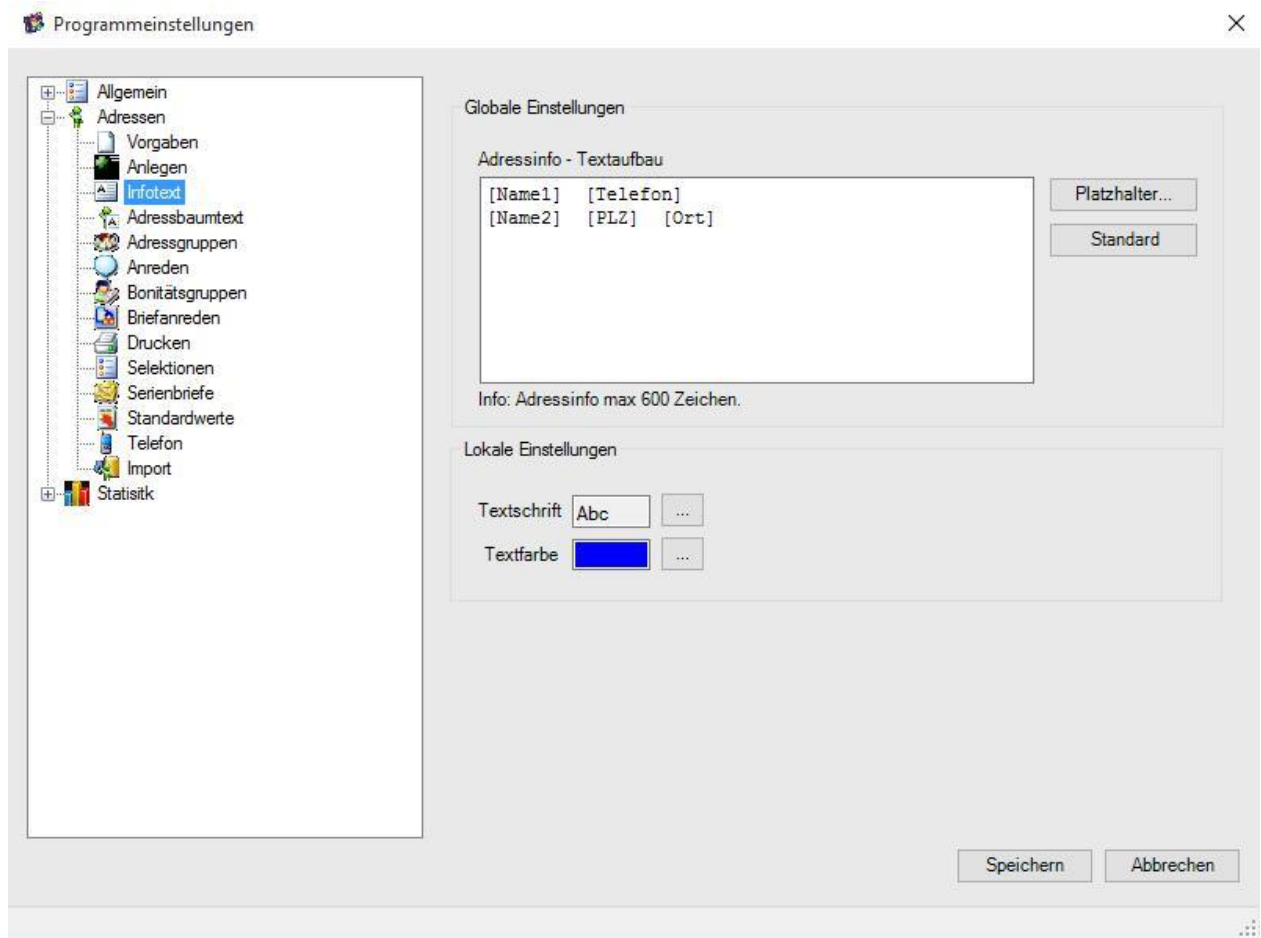 Programmeinstellungen
Allgemein
Adressen
Vorgaben
Anlegen
Infotext
Adressbaumtext
Adressgruppen
Anreden
Bonitätsgruppen
Briefanreden
Drucken
Selektionen
Serienbriefe
Standardwerte
Telefon
Import
Statisitk
Globale Einstellungen
Adressinfo - Textaufbau
[Name1] [Telefon]
[Name2] [PLZ] [Ort]
Platzhalter...
Standard
Info: Adressinfo max 600 Zeichen.
Lokale Einstellungen
Textschrift Abc ...
Textfarbe ...
Speichern Abbrechen